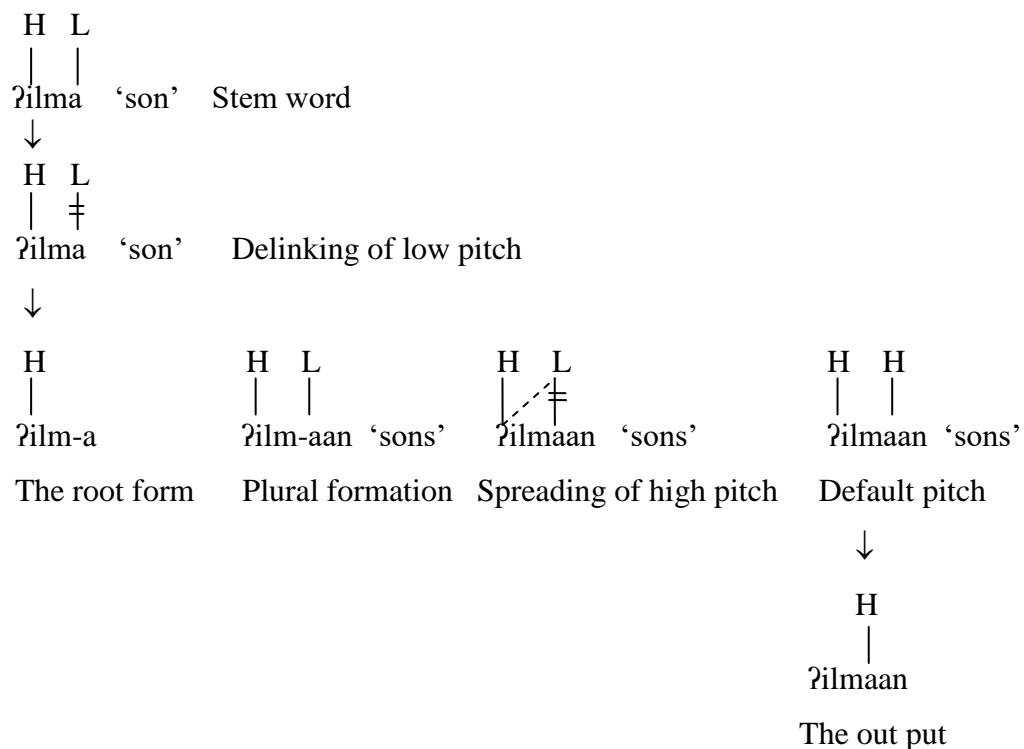 H L
ʔilma ‘son’ Stem word
↓
H L
ʔilma ‘son’ Delinking of low pitch
↓
H H L H L H H
ʔilm-a ʔilm-aan ‘sons’ ʔilmaan ‘sons’ ʔilmaan ‘sons’
The root form Plural formation Spreading of high pitch Default pitch
↓
H
ʔilmaan
The out put